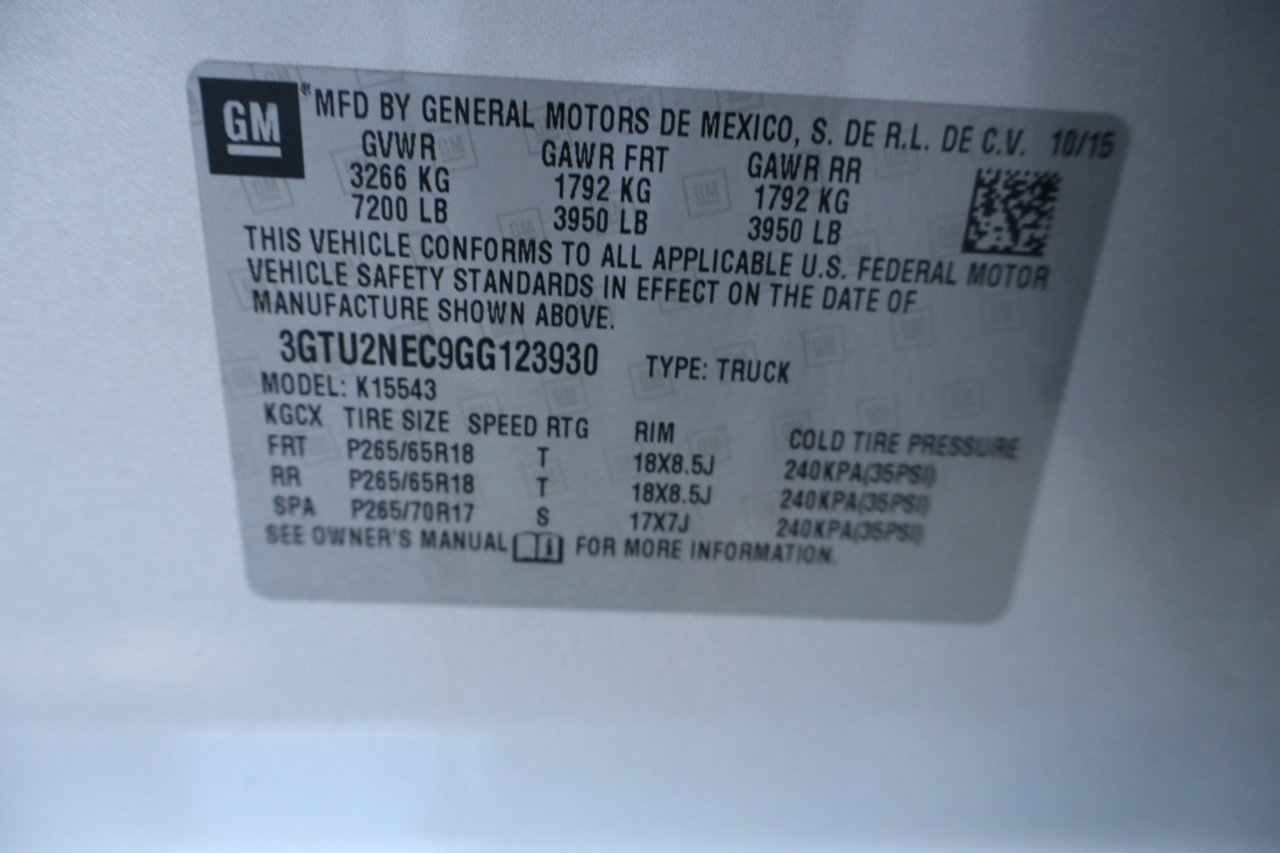 GM
®MFD BY GENERAL MOTORS DE MEXICO, S. DE R.L. DE C.V. 10/15
GVWR GAWR FRT GAWR RR
3266 KG 1792 KG 1792 KG
7200 LB 3950 LB 3950 LB
THIS VEHICLE CONFORMS TO ALL APPLICABLE U.S. FEDERAL MOTOR
VEHICLE SAFETY STANDARDS IN EFFECT ON THE DATE OF
MANUFACTURE SHOWN ABOVE.
3GTU2NEC9GG123930 TYPE: TRUCK
MODEL: K15543
KGCX TIRE SIZE SPEED RTG RIM COLD TIRE PRESSURE
FRT P265/65R18 T 18X8.5J 240KPA(35PSI)
RR P265/65R18 T 18X8.5J 240KPA(35PSI)
SPA P265/70R17 S 17X7J 240KPA(35PSI)
SEE OWNER'S MANUAL i FOR MORE INFORMATION.